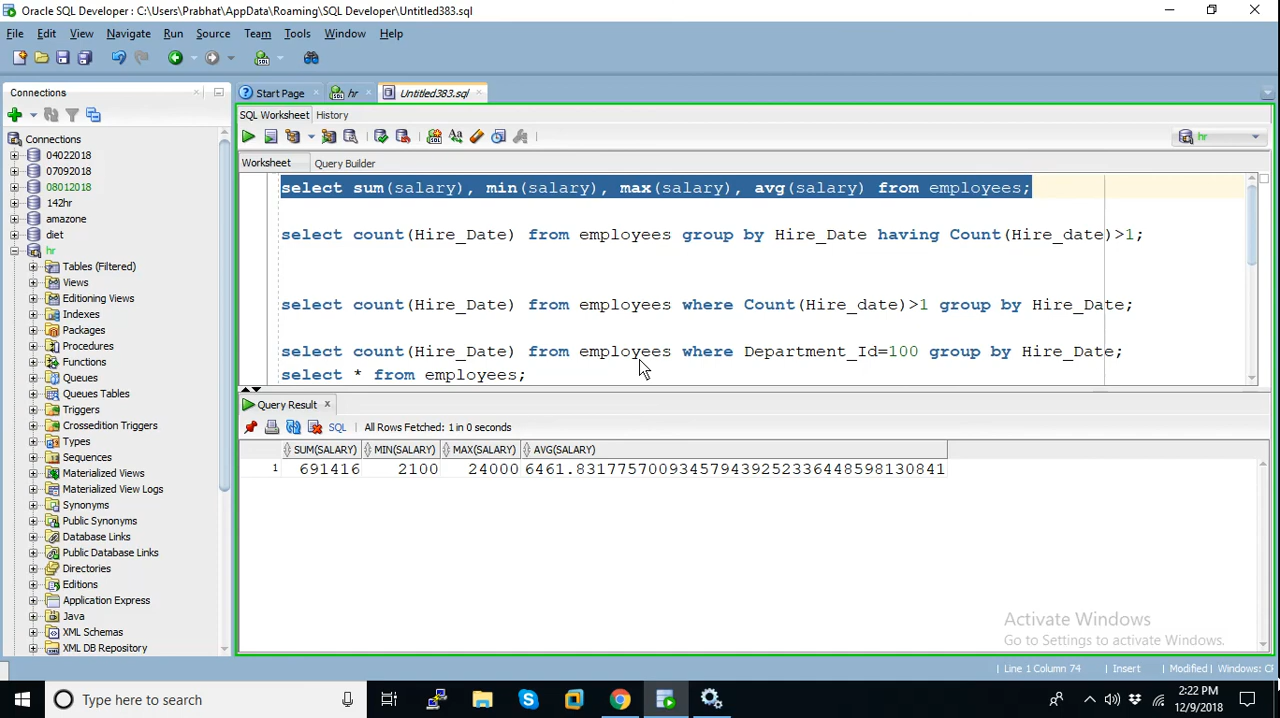 Oracle SQL Developer : C:\Users\Prabhat\AppData\Roaming\SQL Developer\Untitled383.sql
File Edit View Navigate Run Source Team Tools Window Help
Connections
Start Page hr Untitled383.sql
SQL Worksheet History
hr
Worksheet Query Builder
Connections
04022018
07092018
08012018
142hr
amazone
diet
hr
Tables (Filtered)
Views
Editioning Views
Indexes
Packages
Procedures
Functions
Queues
Queues Tables
Triggers
Crossedition Triggers
Types
Sequences
Materialized Views
Materialized View Logs
Synonyms
Public Synonyms
Database Links
Public Database Links
Directories
Editions
Application Express
Java
XML Schemas
XML DB Repository
select sum(salary), min(salary), max(salary), avg(salary) from employees;
select count(Hire_Date) from employees group by Hire_Date having Count(Hire_date)>1;
select count(Hire_Date) from employees where Count(Hire_date)>1 group by Hire_Date;
select count(Hire_Date) from employees where Department_Id=100 group by Hire_Date;
select * from employees;
Query Result
SQL | All Rows Fetched: 1 in 0 seconds
SUM(SALARY) MIN(SALARY) MAX(SALARY) AVG(SALARY)
1 691416 2100 24000 6461.83177570093457943925233644859813084​1
Activate Windows
Go to Settings to activate Windows.
Line 1 Column 74 Insert Modified Windows:
Type here to search
2:22 PM
12/9/2018